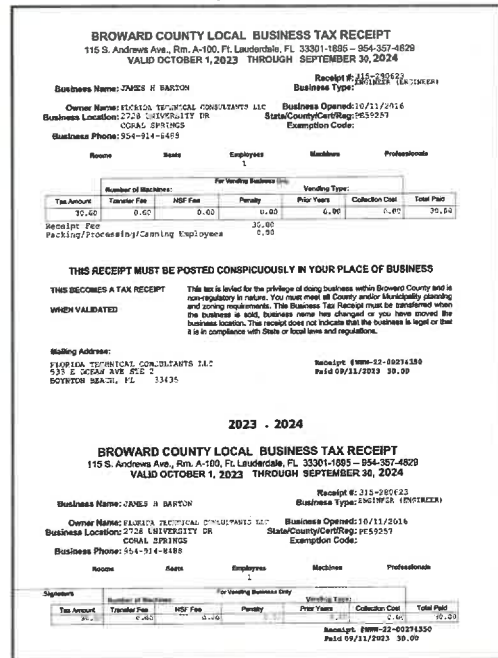 BROWARD COUNTY LOCAL BUSINESS TAX RECEIPT
115 S. Andrews Ave., Rm. A-100, Ft. Lauderdale, FL 33301-1895 – 954-357-4829
VALID OCTOBER 1, 2023 THROUGH SEPTEMBER 30, 2024
Receipt #: 315-290623
Business Name: JAMES H BARTON Business Type: ENGINEER (ENGINEER)
Owner Name: FLORIDA TECHNICAL CONSULTANTS LLC Business Opened: 10/11/2016
Business Location: 2728 UNIVERSITY DR State/County/Cert/Reg: PE59257
CORAL SPRINGS Exemption Code:
Business Phone: 954-914-8488
Rooms Seats Employees Machines Professionals
1
For Vending Business Only
Number of Machines: Vending Type:
Tax Amount Transfer Fee NSF Fee Penalty Prior Years Collection Cost Total Paid
30.00 0.00 0.00 0.00 0.00 0.00 30.00
Receipt Fee 30.00
Packing/Processing/Canning Employees 0.00
THIS RECEIPT MUST BE POSTED CONSPICUOUSLY IN YOUR PLACE OF BUSINESS
THIS BECOMES A TAX RECEIPT This tax is levied for the privilege of doing business within Broward County and is
non-regulatory in nature. You must meet all County and/or Municipality planning
WHEN VALIDATED and zoning requirements. This Business Tax Receipt must be transferred when
the business is sold, business name has changed or you have moved the
business location. This receipt does not indicate that the business is legal or that
it is in compliance with State or local laws and regulations.
Mailing Address:
FLORIDA TECHNICAL CONSULTANTS LLC Receipt #WWW-22-00274350
533 E OCEAN AVE STE 2 Paid 09/11/2023 30.00
BOYNTON BEACH, FL 33435
2023 - 2024
BROWARD COUNTY LOCAL BUSINESS TAX RECEIPT
115 S. Andrews Ave., Rm. A-100, Ft. Lauderdale, FL 33301-1895 – 954-357-4829
VALID OCTOBER 1, 2023 THROUGH SEPTEMBER 30, 2024
Receipt #: 315-290623
Business Name: JAMES H BARTON Business Type: ENGINEER (ENGINEER)
Owner Name: FLORIDA TECHNICAL CONSULTANTS LLC Business Opened: 10/11/2016
Business Location: 2728 UNIVERSITY DR State/County/Cert/Reg: PE59257
CORAL SPRINGS Exemption Code:
Business Phone: 954-914-8488
Rooms Seats Employees Machines Professionals
1
Signature For Vending Business Only
Number of Machines Vending Type:
Tax Amount Transfer Fee NSF Fee Penalty Prior Years Collection Cost Total Paid
0.00 0.00 0.00 30.00
Receipt #WWW-22-00274350
Paid 09/11/2023 30.00